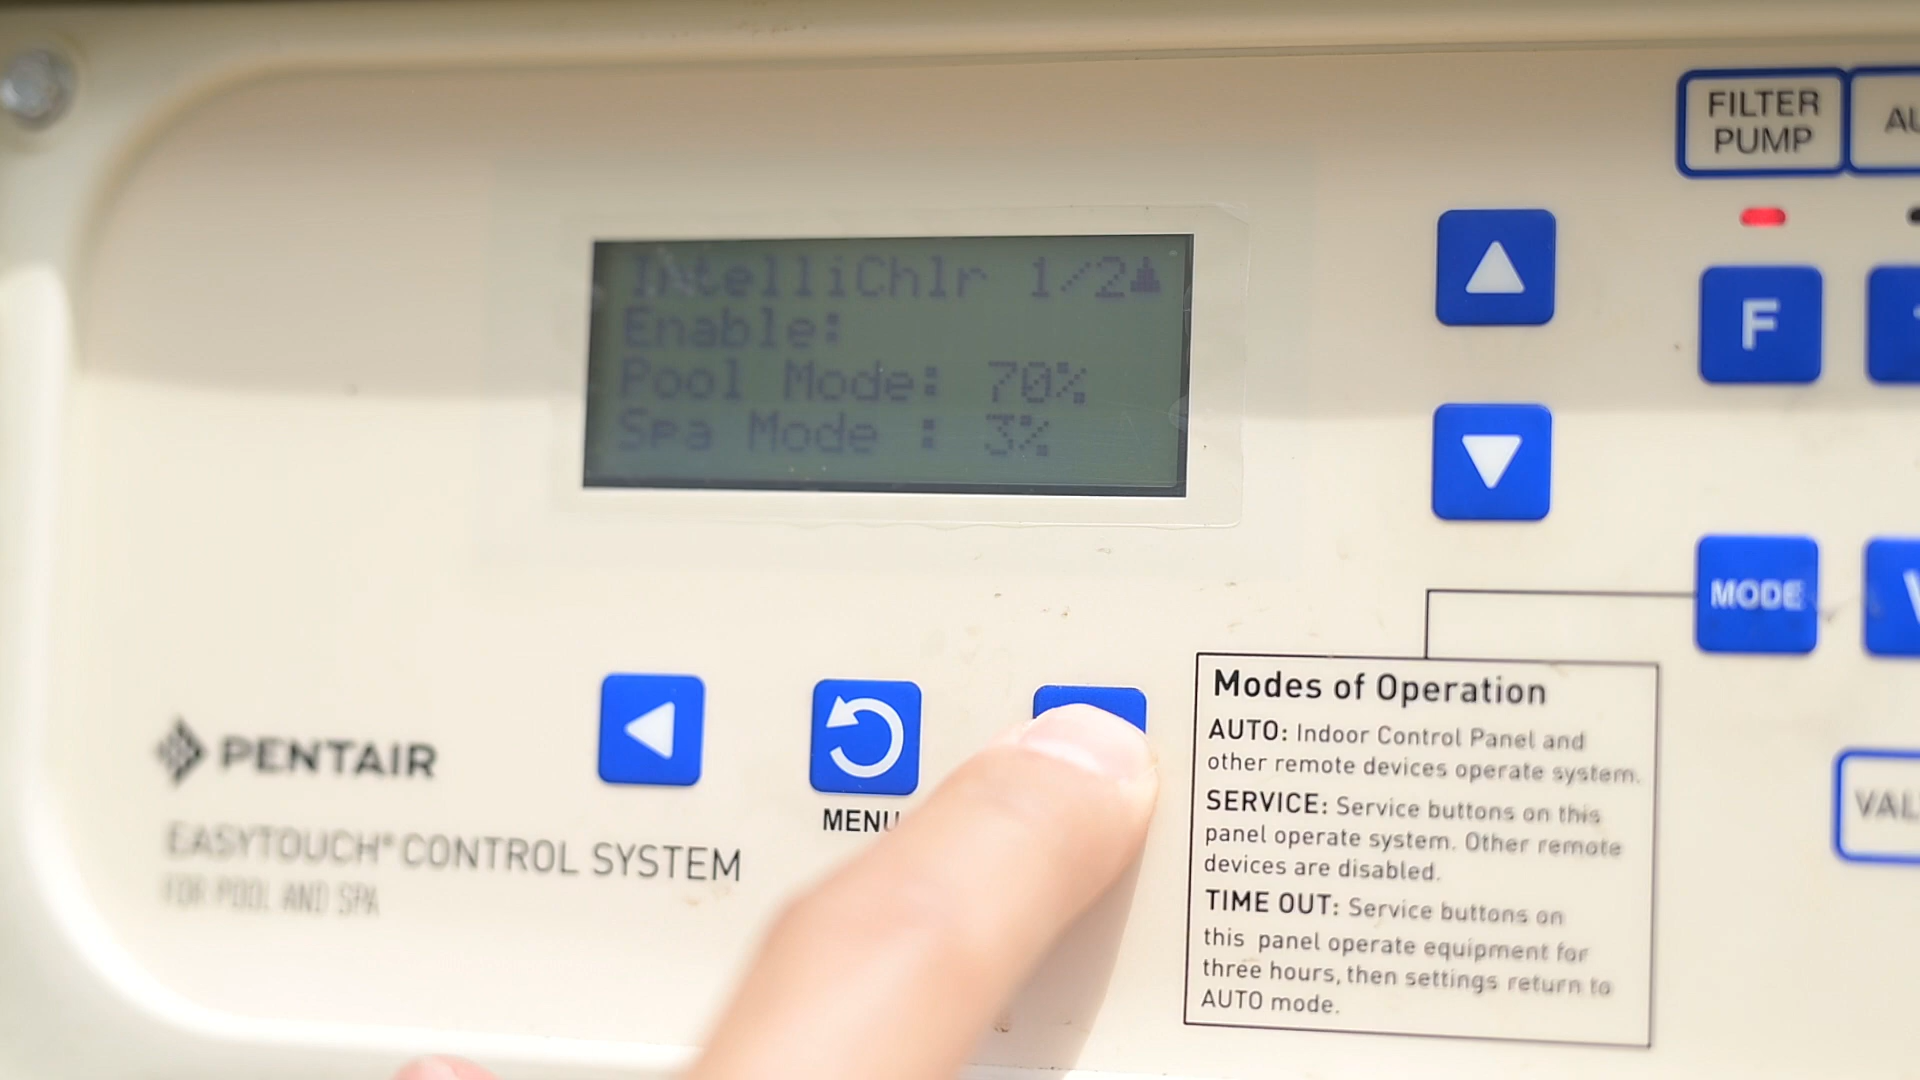 IntelliChlr 1/2
Enable:
Pool Mode: 70%
Spa Mode : 3%
FILTER
PUMP
F
MODE
MENU
PENTAIR
EASYTOUCH® CONTROL SYSTEM
FOR POOL AND SPA
Modes of Operation
AUTO: Indoor Control Panel and
other remote devices operate system.
SERVICE: Service buttons on this
panel operate system. Other remote
devices are disabled.
TIME OUT: Service buttons on
this panel operate equipment for
three hours, then settings return to
AUTO mode.